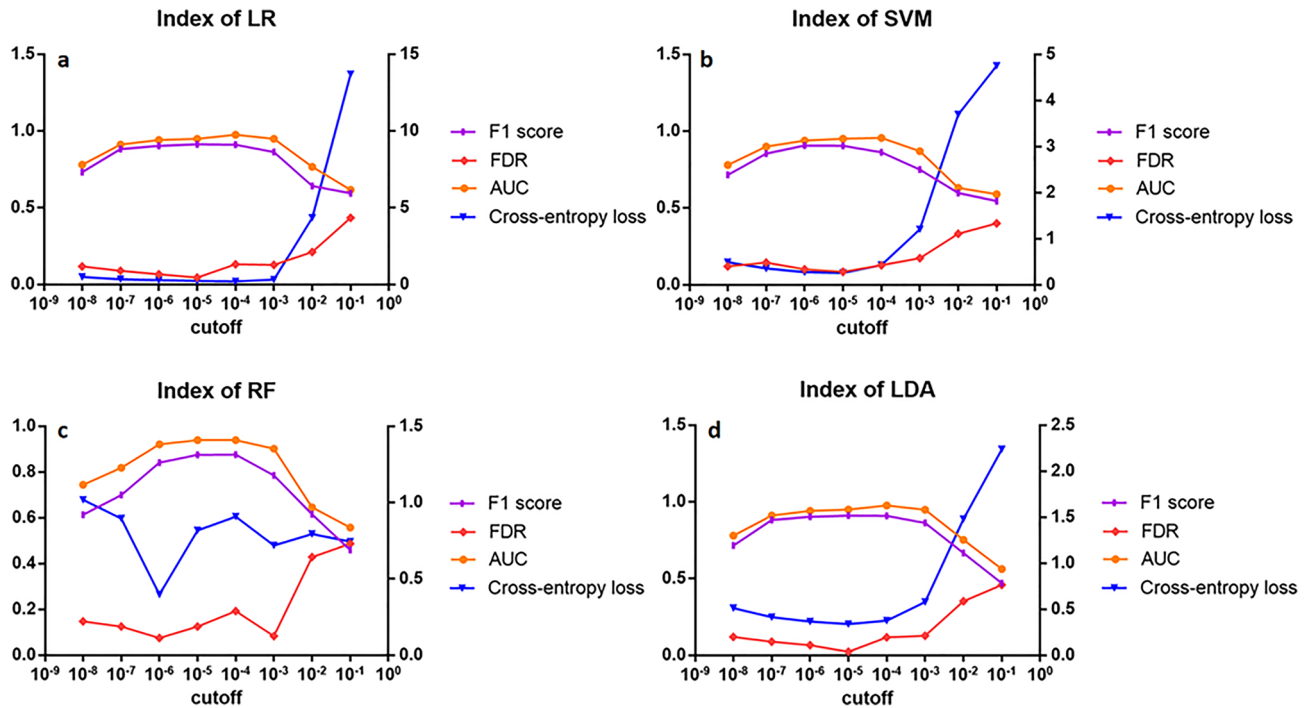 Index of LR
a
1.5
1.0
0.5
0.0
15
10
5
0
10-9 10-8 10-7 10-6 10-5 10-4 10-3 10-2 10-1 100
cutoff
F1 score
FDR
AUC
Cross-entropy loss
Index of SVM
b
1.5
1.0
0.5
0.0
5
4
3
2
1
0
10-9 10-8 10-7 10-6 10-5 10-4 10-3 10-2 10-1 100
cutoff
F1 score
FDR
AUC
Cross-entropy loss
Index of RF
c
1.0
0.8
0.6
0.4
0.2
0.0
1.5
1.0
0.5
0.0
10-9 10-8 10-7 10-6 10-5 10-4 10-3 10-2 10-1 100
cutoff
F1 score
FDR
AUC
Cross-entropy loss
Index of LDA
d
1.5
1.0
0.5
0.0
2.5
2.0
1.5
1.0
0.5
0.0
10-9 10-8 10-7 10-6 10-5 10-4 10-3 10-2 10-1 100
cutoff
F1 score
FDR
AUC
Cross-entropy loss